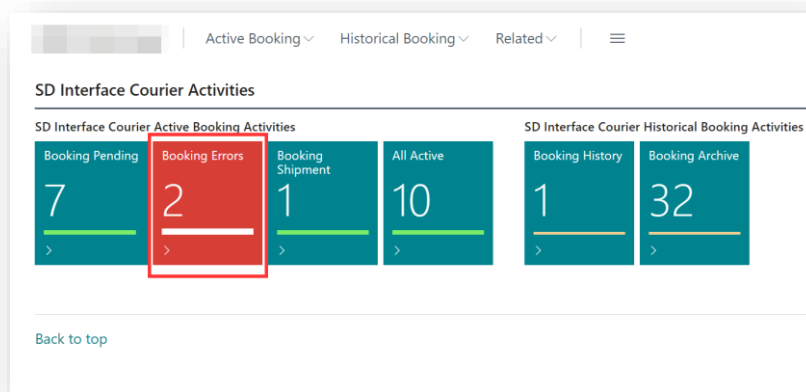 Active Booking Historical Booking Related
SD Interface Courier Activities
SD Interface Courier Active Booking Activities
Booking Pending
7
Booking Errors
2
Booking
Shipment
1
All Active
10
SD Interface Courier Historical Booking Activities
Booking History
1
Booking Archive
32
Back to top